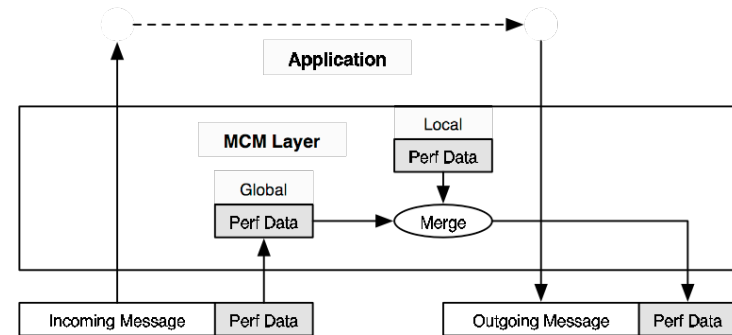 Application
Local
MCM Layer
Perf Data
Global
Perf Data
Merge
Incoming Message
Perf Data
Outgoing Message
Perf Data